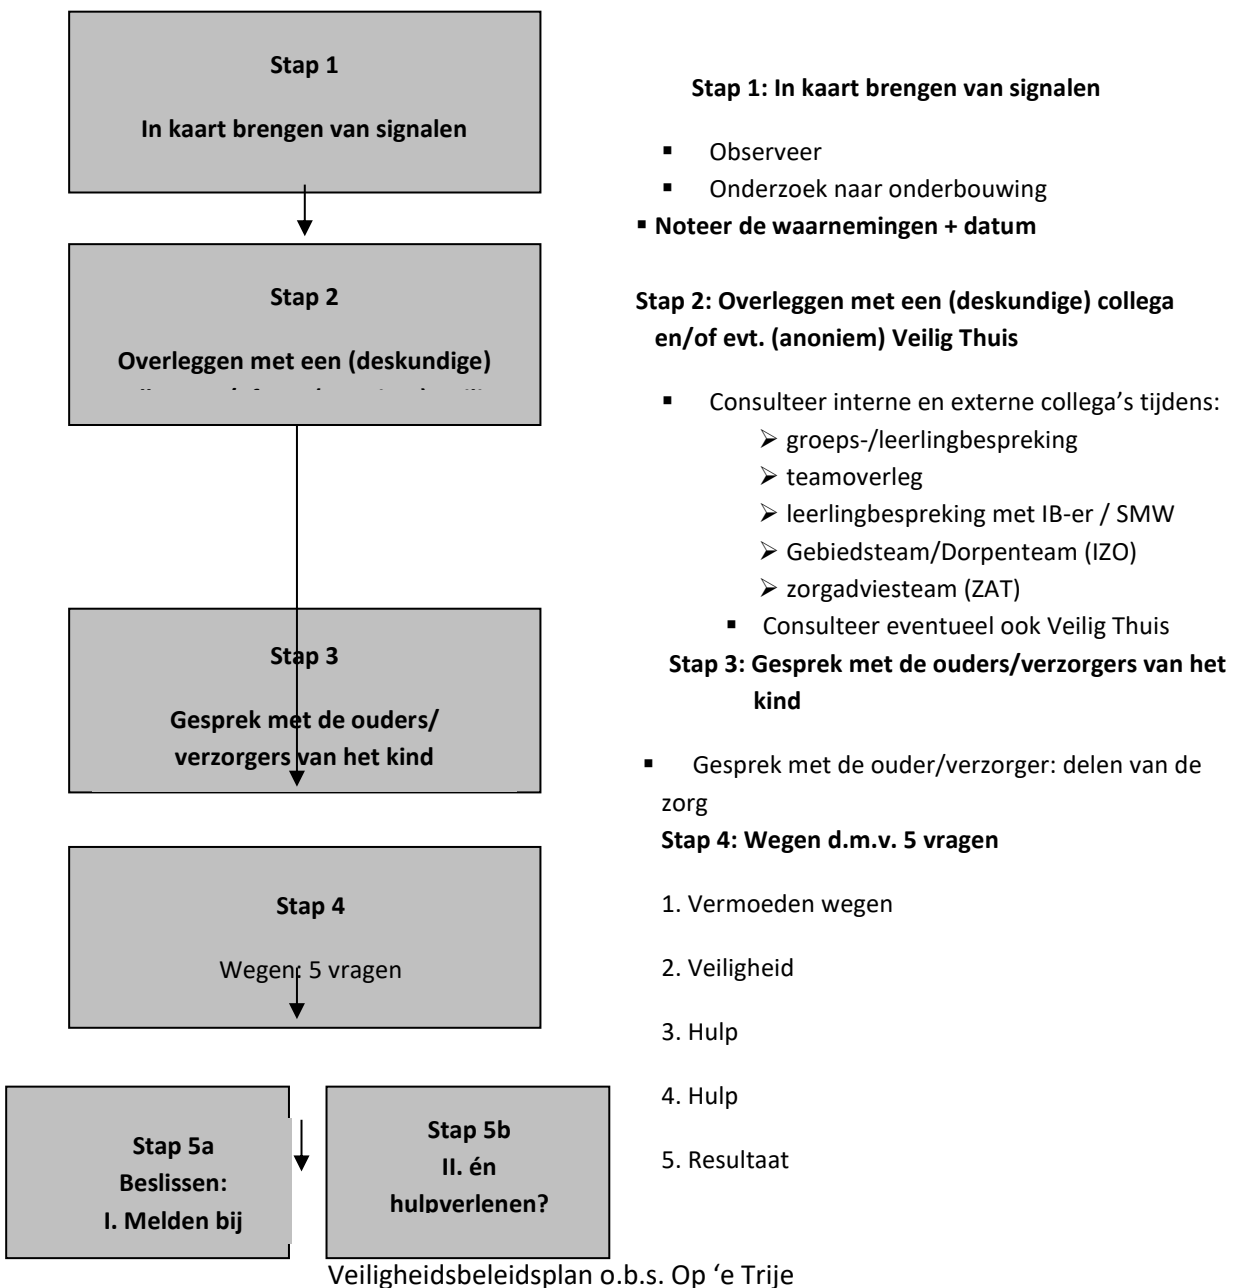 Stap 1
In kaart brengen van signalen
Stap 2
Overleggen met een (deskundige)
Stap 3
Gesprek met de ouders/
verzorgers van het kind
Stap 4
Wegen: 5 vragen
Stap 5a
Beslissen:
I. Melden bij
Stap 5b
II. én
hulpverlenen?
Stap 1: In kaart brengen van signalen
▪ Observeer
▪ Onderzoek naar onderbouwing
▪ Noteer de waarnemingen + datum
Stap 2: Overleggen met een (deskundige) collega
en/of evt. (anoniem) Veilig Thuis
▪ Consulteer interne en externe collega’s tijdens:
➢ groeps-/leerlingbespreking
➢ teamoverleg
➢ leerlingbespreking met IB-er / SMW
➢ Gebiedsteam/Dorpenteam (IZO)
➢ zorgadviesteam (ZAT)
▪ Consulteer eventueel ook Veilig Thuis
Stap 3: Gesprek met de ouders/verzorgers van het
kind
▪ Gesprek met de ouder/verzorger: delen van de
zorg
Stap 4: Wegen d.m.v. 5 vragen
1. Vermoeden wegen
2. Veiligheid
3. Hulp
4. Hulp
5. Resultaat
Veiligheidsbeleidsplan o.b.s. Op ‘e Trije